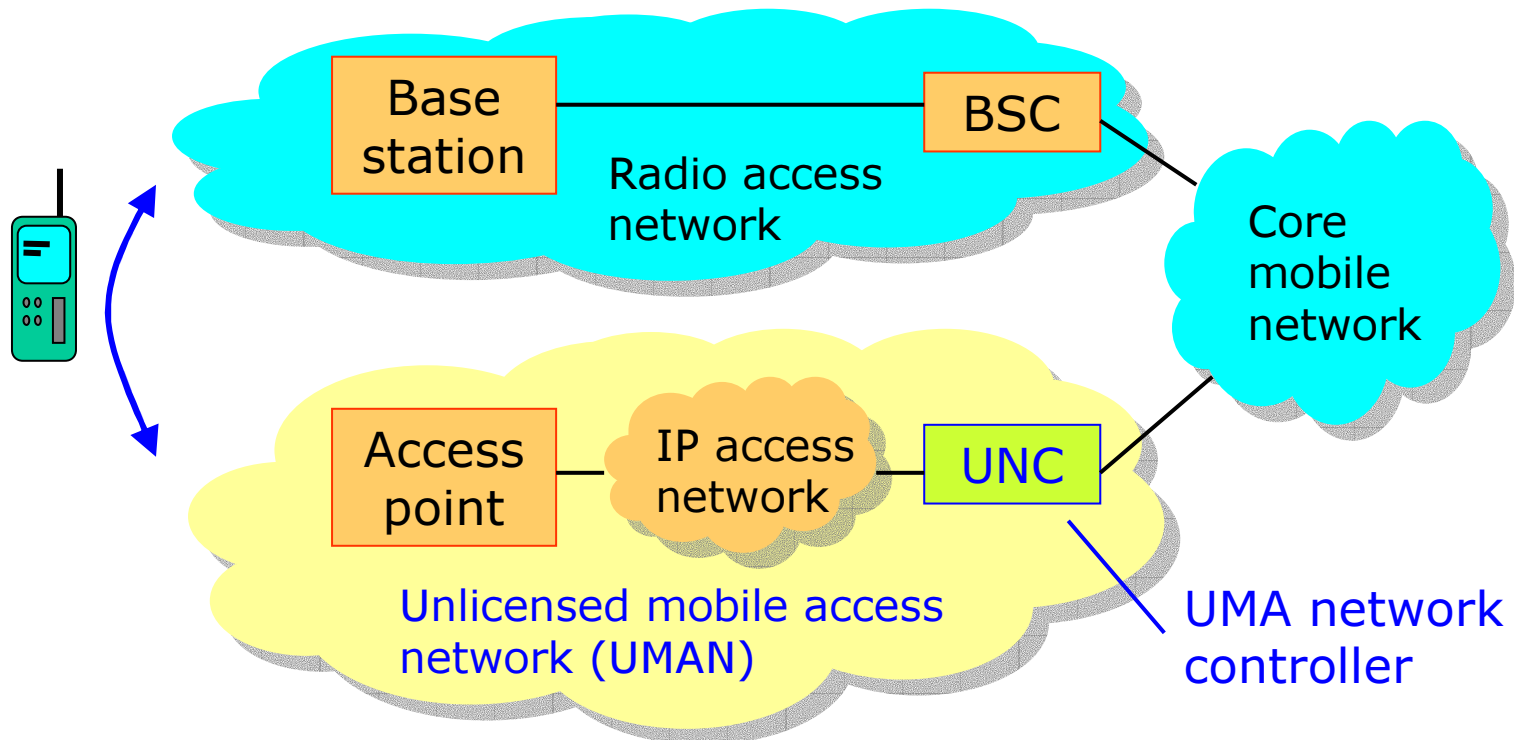 Base
station
BSC
Radio access
network
Core
mobile
network
Access
point
IP access
network
UNC
Unlicensed mobile access
network (UMAN)
UMA network
controller